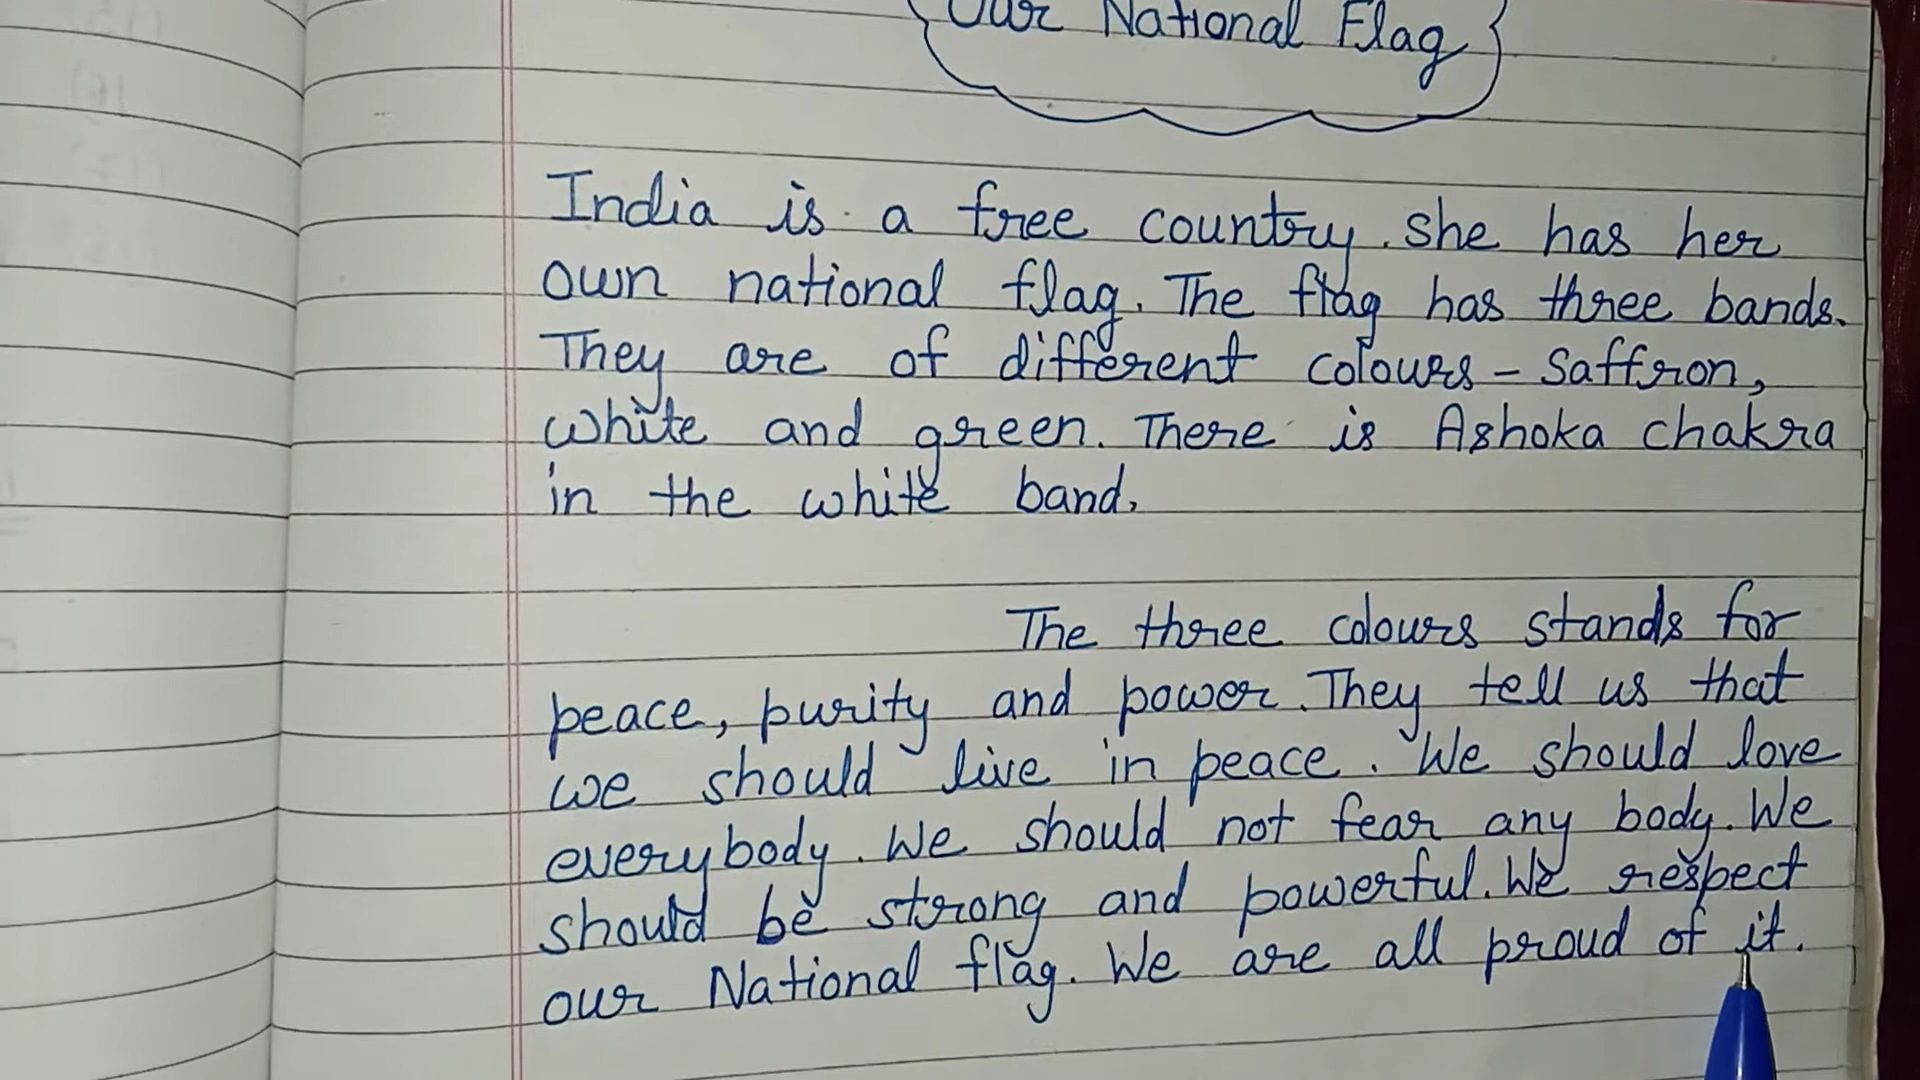 Our National Flag
India is a free country. she has her
own national flag. The flag has three bands.
They are of different colours - Saffron,
white and green. There is Ashoka chakra
in the white band.
The three colours stands for
peace, purity and power. They tell us that
we should live in peace. We should love
everybody. We should not fear any body. We
should be strong and powerful. We respect
our National flag. We are all proud of it.